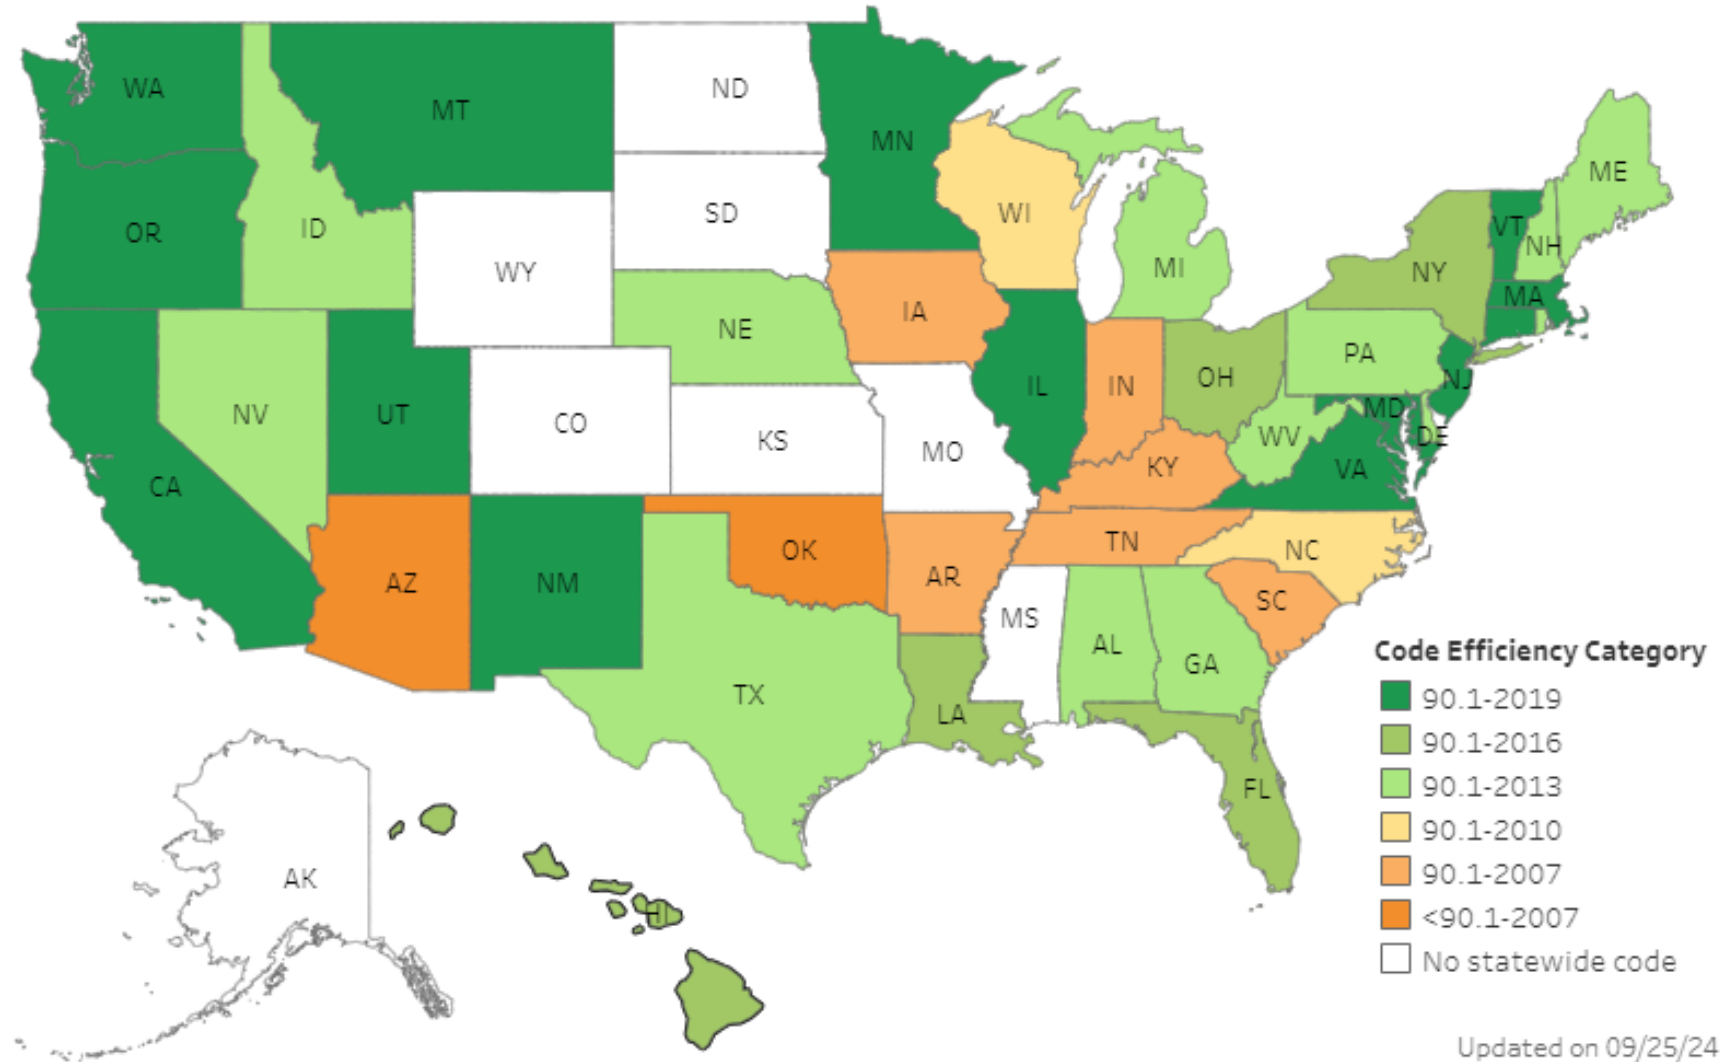 WA
MT
ND
MN
OR
ID
SD
WI
ME
VT
NH
WY
MI
NY
MA
IA
NE
PA
NV
UT
CO
KS
MO
IL
IN
OH
NJ
MD
DE
WV
VA
KY
CA
AZ
NM
OK
AR
TN
NC
SC
MS
AL
GA
TX
LA
FL
AK
Code Efficiency Category
90.1-2019
90.1-2016
90.1-2013
90.1-2010
90.1-2007
<90.1-2007
No statewide code
Updated on 09/25/24